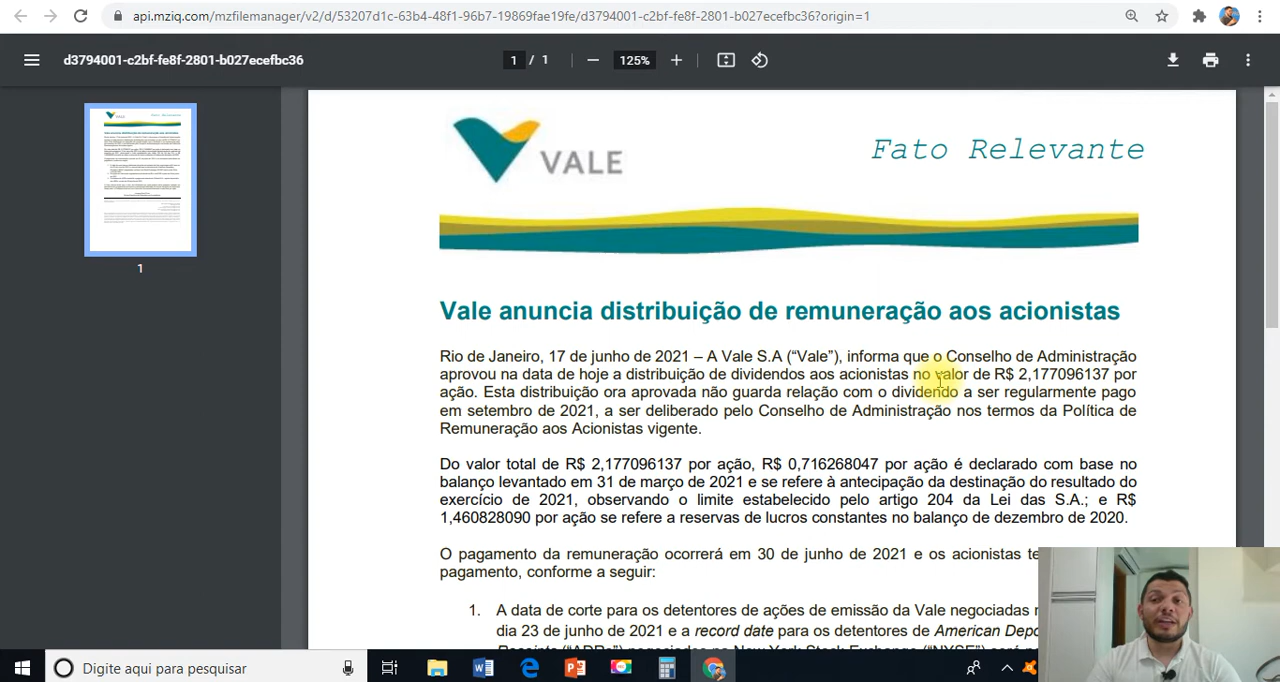 api.mziq.com/mzfilemanager/v2/d/53207d1c-63b4-48f1-96b7-19869fae19fe/d3794001-c2bf-fe8f-2801-b027ecefbc36?origin=1
d3794001-c2bf-fe8f-2801-b027ecefbc36
1 / 1
125%
VALE
Fato Relevante
1
Vale anuncia distribuição de remuneração aos acionistas
Rio de Janeiro, 17 de junho de 2021 – A Vale S.A (“Vale”), informa que o Conselho de Administração
aprovou na data de hoje a distribuição de dividendos aos acionistas no valor de R$ 2,177096137 por
ação. Esta distribuição ora aprovada não guarda relação com o dividendo a ser regularmente pago
em setembro de 2021, a ser deliberado pelo Conselho de Administração nos termos da Política de
Remuneração aos Acionistas vigente.
Do valor total de R$ 2,177096137 por ação, R$ 0,716268047 por ação é declarado com base no
balanço levantado em 31 de março de 2021 e se refere à antecipação da destinação do resultado do
exercício de 2021, observando o limite estabelecido pelo artigo 204 da Lei das S.A.; e R$
1,460828090 por ação se refere a reservas de lucros constantes no balanço de dezembro de 2020.
O pagamento da remuneração ocorrerá em 30 de junho de 2021 e os acionistas
pagamento, conforme a seguir:
1. A data de corte para os detentores de ações de emissão da Vale negociadas
dia 23 de junho de 2021 e a record date para os detentores de American
Digite aqui para pesquisar